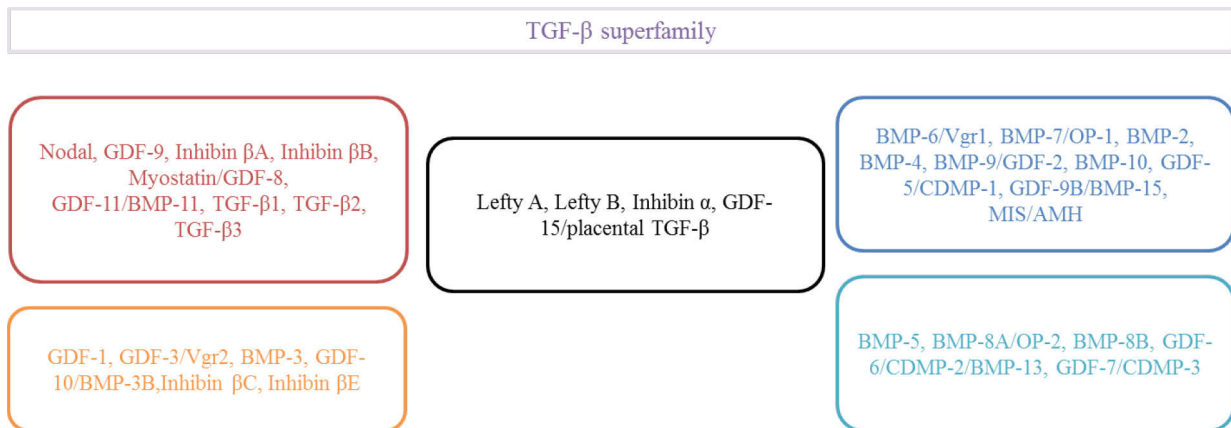 TGF-β superfamily
Nodal, GDF-9, Inhibin βA, Inhibin βB,
Myostatin/GDF-8,
GDF-11/BMP-11, TGF-β1, TGF-β2,
TGF-β3
Lefty A, Lefty B, Inhibin α, GDF-
15/placental TGF-β
BMP-6/Vgr1, BMP-7/OP-1, BMP-2,
BMP-4, BMP-9/GDF-2, BMP-10, GDF-
5/CDMP-1, GDF-9B/BMP-15,
MIS/AMH
GDF-1, GDF-3/Vgr2, BMP-3, GDF-
10/BMP-3B,Inhibin βC, Inhibin βE
BMP-5, BMP-8A/OP-2, BMP-8B, GDF-
6/CDMP-2/BMP-13, GDF-7/CDMP-3